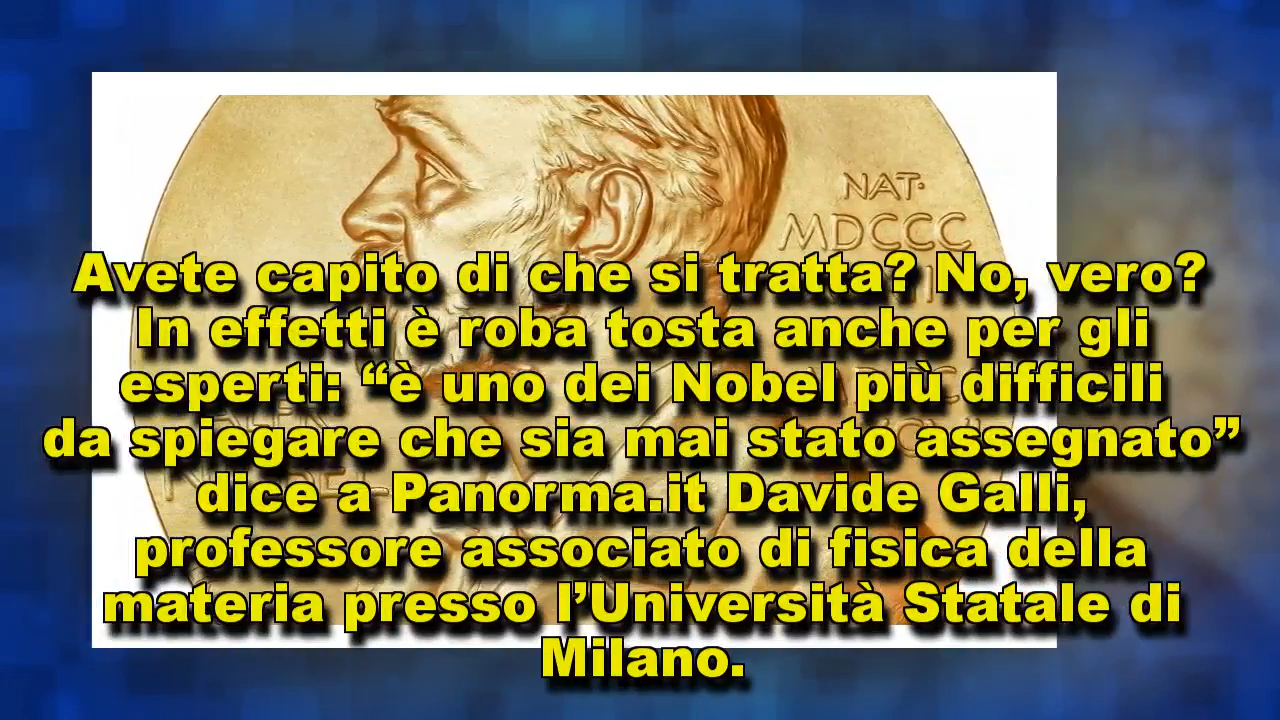 NAT·
MDCCC
Avete capito di che si tratta? No, vero?
In effetti è roba tosta anche per gli
esperti: “è uno dei Nobel più difficili
da spiegare che sia mai stato assegnato”
dice a Panorma.it Davide Galli,
professore associato di fisica della
materia presso l’Università Statale di
Milano.